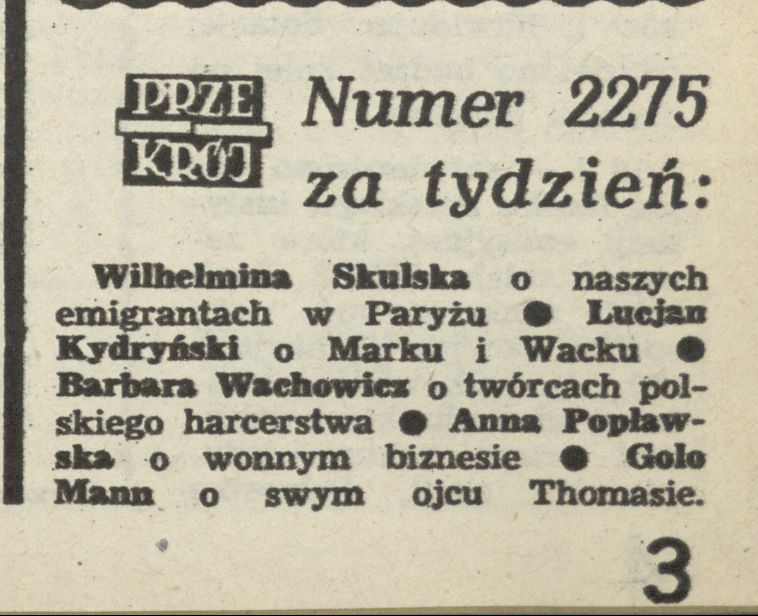 PRZE
KRÓJ
Numer 2275
za tydzień:
Wilhelmina Skulska o naszych
emigrantach w Paryżu ● Lucjan
Kydryński o Marku i Wacku ●
Barbara Wachowicz o twórcach pol-
skiego harcerstwa ● Anna Popław-
ska o wonnym biznesie ● Golo
Mann o swym ojcu Thomasie.
3